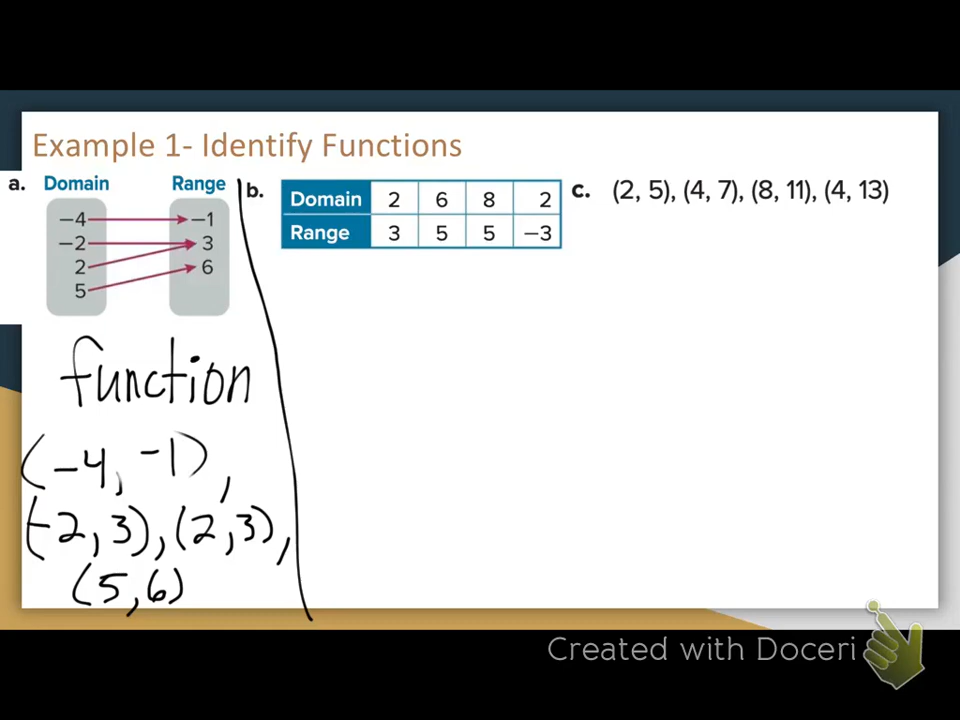 Example 1- Identify Functions
a. Domain Range
−4 −1
−2 3
2 6
5
function
(-4, -1),
(-2, 3), (2, 3),
(5, 6)
b.
Domain 2 6 8 2
Range 3 5 5 −3
c. (2, 5), (4, 7), (8, 11), (4, 13)
Created with Doceri